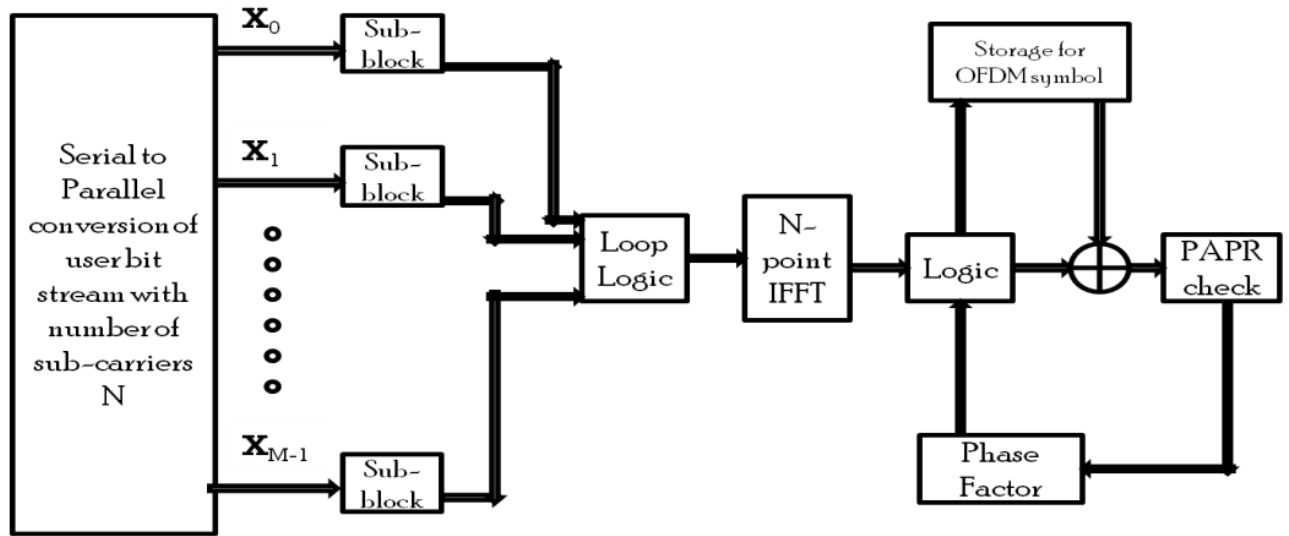 Serial to
Parallel
conversion of
user bit
stream with
number of
sub-carriers
N
X0
Sub-
block
X1
Sub-
block
XM-1
Sub-
block
Loop
Logic
N-
point
IFFT
Logic
Storage for
OFDM symbol
PAPR
check
Phase
Factor